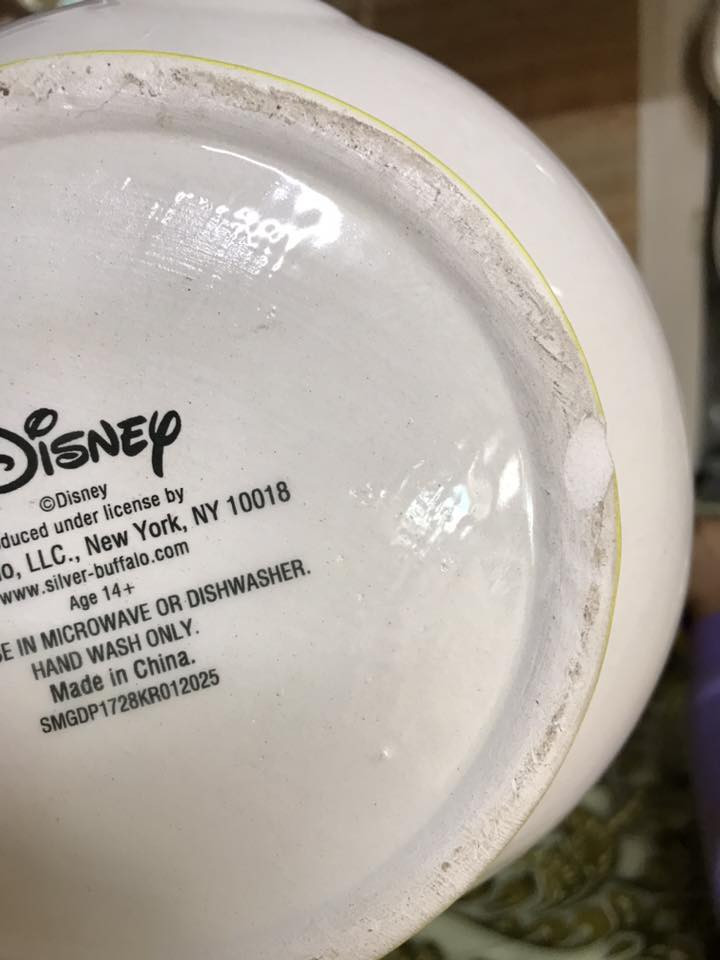 Disney
©Disney
duced under license by
o, LLC., New York, NY 10018
www.silver-buffalo.com
Age 14+
E IN MICROWAVE OR DISHWASHER.
HAND WASH ONLY.
Made in China.
SMGDP1728KR012025